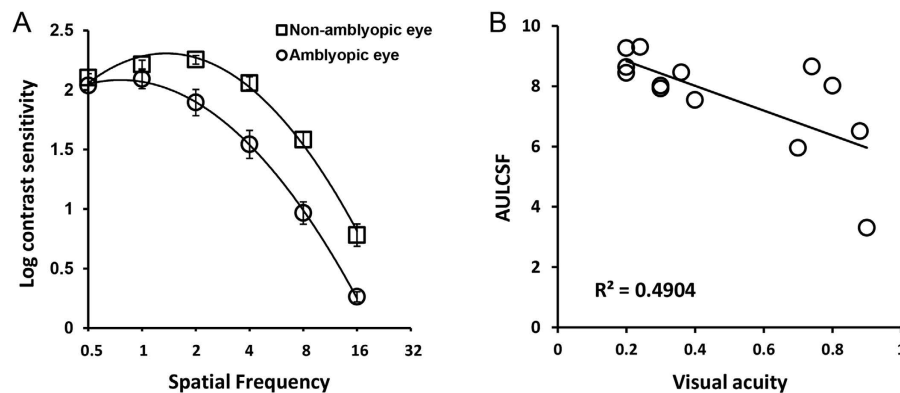 A
Non-amblyopic eye
Amblyopic eye
Log contrast sensitivity
2.5
2
1.5
1
0.5
0
0.5 1 2 4 8 16 32
Spatial Frequency
B
AULCSF
10
8
6
4
2
0
R² = 0.4904
0 0.2 0.4 0.6 0.8 1
Visual acuity